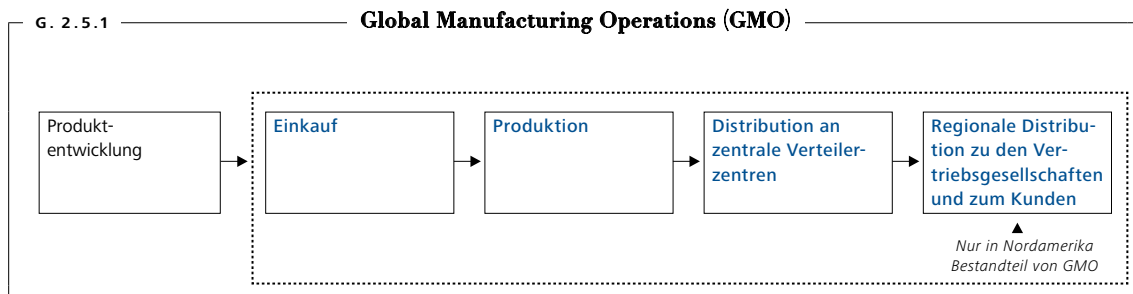 G. 2.5.1
Global Manufacturing Operations (GMO)
Produkt-
entwicklung
Einkauf
Produktion
Distribution an
zentrale Verteiler-
zentren
Regionale Distribu-
tion zu den Ver-
triebsgesellschaften
und zum Kunden
Nur in Nordamerika
Bestandteil von GMO